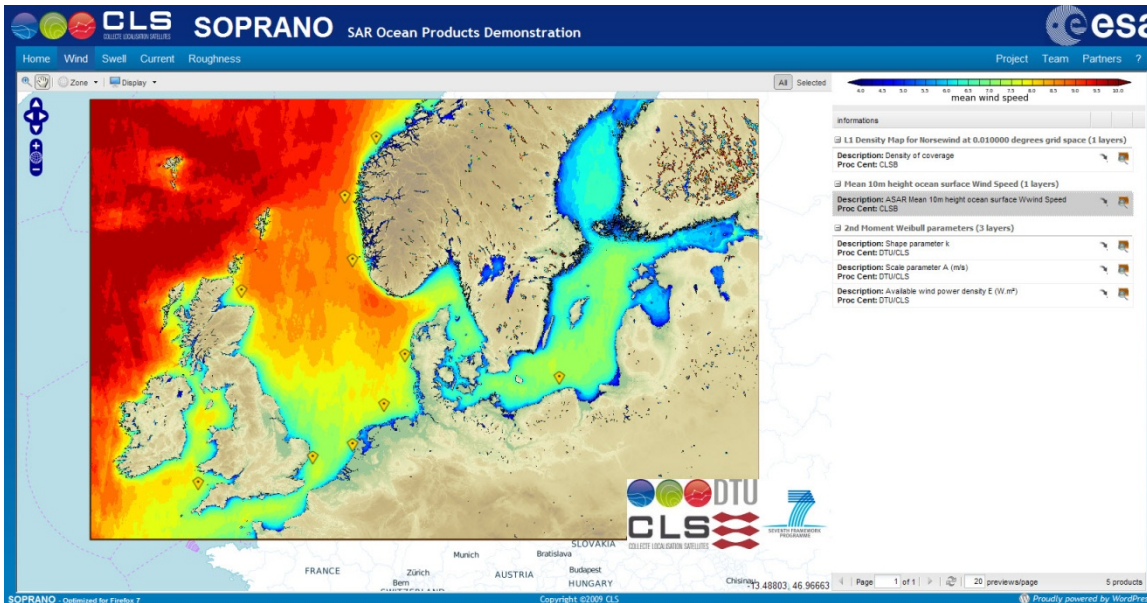 CLS
COLLECTE LOCALISATION SATELLITES
SOPRANO SAR Ocean Products Demonstration
esa
Home Wind Swell Current Roughness
Project Team Partners ?
Zone Display
All Selected
4.0 4.5 5.0 5.5 6.0 6.5 7.0 7.5 8.0 8.5 9.0 9.5 10.0
mean wind speed
informations
L1 Density Map for Norsewind at 0.010000 degrees grid space (1 layers)
Description: Density of coverage
Proc Cent: CLSB
Mean 10m height ocean surface Wind Speed (1 layers)
Description: ASAR Mean 10m height ocean surface Wwind Speed
Proc Cent: CLSB
2nd Moment Weibull parameters (3 layers)
Description: Shape parameter k
Proc Cent: DTU/CLS
Description: Scale parameter A (m/s)
Proc Cent: DTU/CLS
Description: Available wind power density E (W.m²)
Proc Cent: DTU/CLS
DTU
CLS
COLLECTE LOCALISATION SATELLITES
7
SEVENTH FRAMEWORK
PROGRAMME
SLOVAKIA
Munich Bratislava
FRANCE Zürich AUSTRIA Budapest
Bern HUNGARY Chisinau
SWITZERLAND
-13.48803, 46.96663
Page 1 of 1 20 previews/page 5 products
SOPRANO - Optimized for Firefox 7
Copyright ©2009 CLS
Proudly powered by WordPres